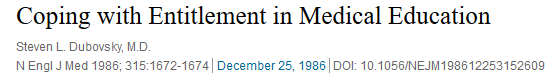 Coping with Entitlement in Medical Education
Steven L. Dubovsky, M.D.
N Engl J Med 1986; 315:1672-1674 | December 25, 1986 | DOI: 10.1056/NEJM198612253152609